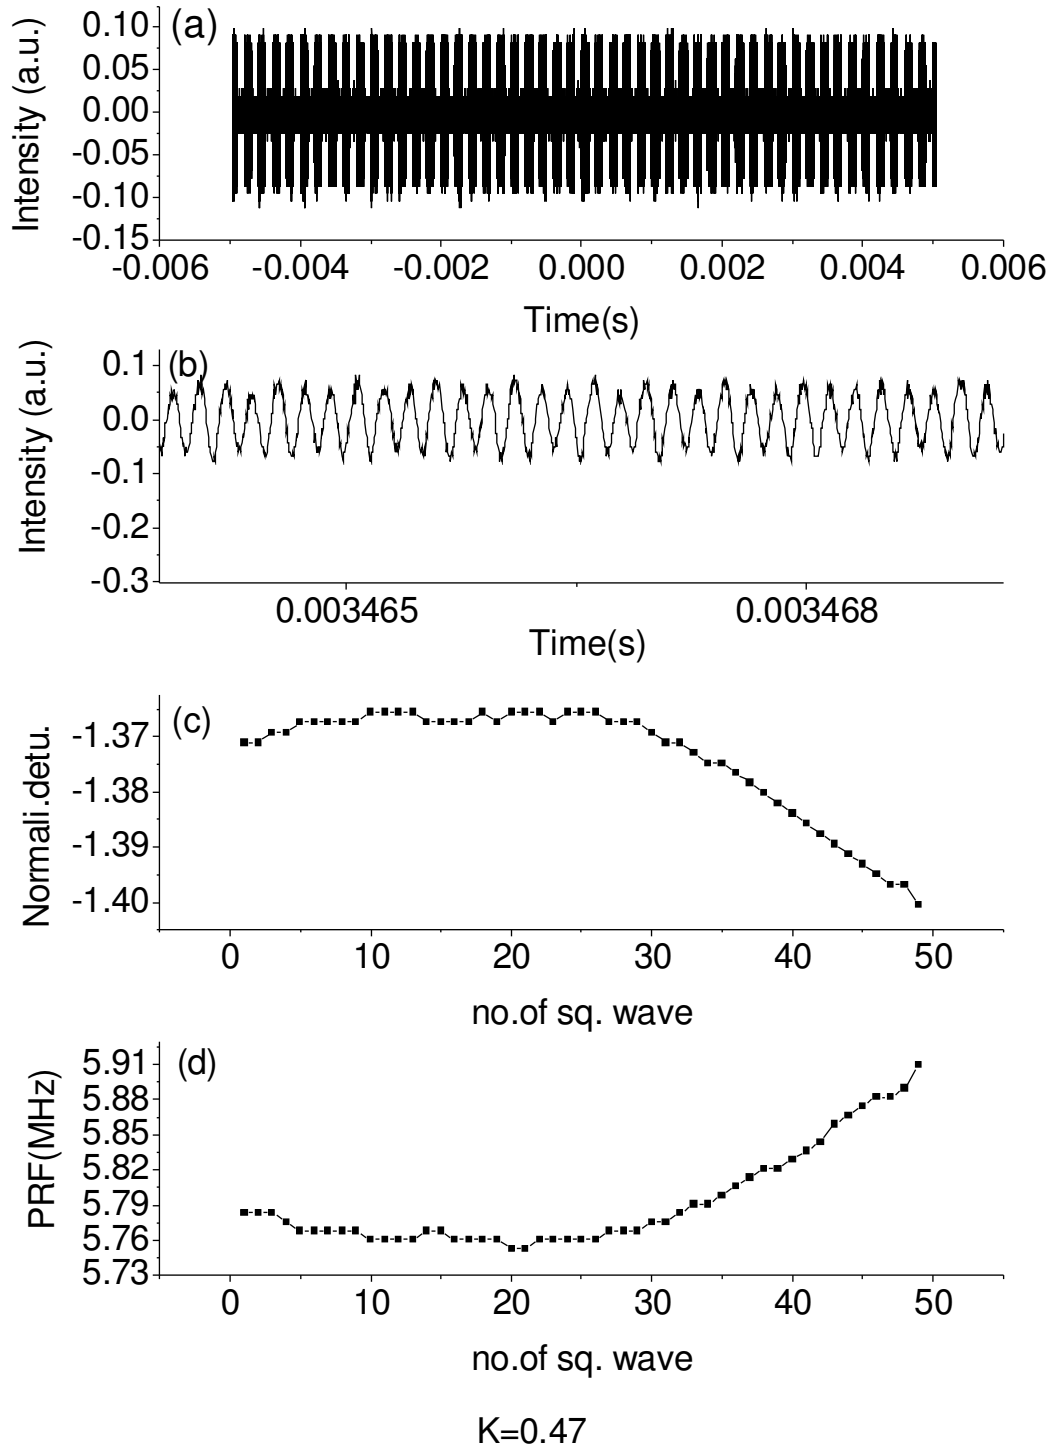 (a)
Intensity (a.u.)
0.10
0.05
0.00
-0.05
-0.10
-0.15
-0.006 -0.004 -0.002 0.000 0.002 0.004 0.006
Time(s)
(b)
Intensity (a.u.)
0.1
0.0
-0.1
-0.2
-0.3
0.003465 0.003468
Time(s)
(c)
Normali.detu.
-1.37
-1.38
-1.39
-1.40
0 10 20 30 40 50
no.of sq. wave
(d)
PRF(MHz)
5.91
5.88
5.85
5.82
5.79
5.76
5.73
0 10 20 30 40 50
no.of sq. wave
K=0.47